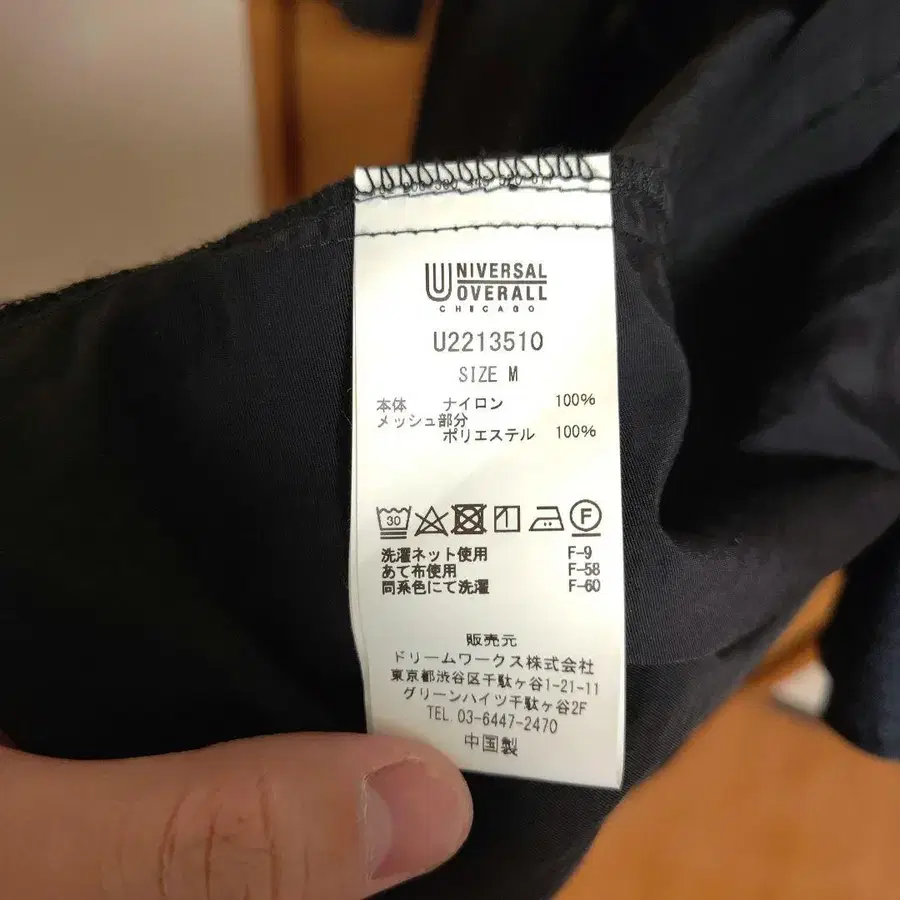 UNIVERSAL
OVERALL
CHICAGO
U2213510
SIZE M
本体 ナイロン 100%
メッシュ部分
ポリエステル 100%
30 F
洗濯ネット使用 F-9
あて布使用 F-58
同系色にて洗濯 F-60
販売元
ドリームワークス株式会社
東京都渋谷区千駄ヶ谷1-21-11
グリーンハイツ千駄ヶ谷2F
TEL 03-6447-2470
中国製